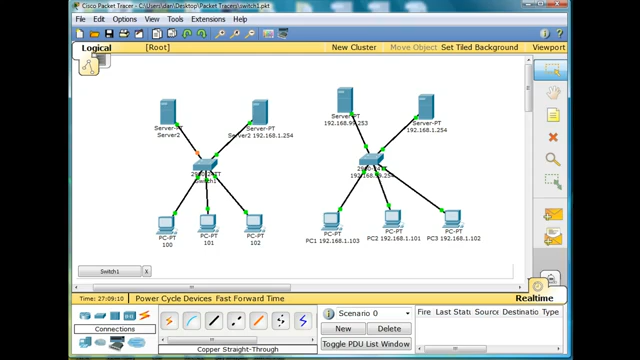 Cisco Packet Tracer - C:\Users\dan\Desktop\Packet Tracers\switch1.pkt
File Edit Options View Tools Extensions Help
Logical [Root] New Cluster Move Object Set Tiled Background Viewport
Server-PT
Server2
Server-PT
Server2 192.168.1.254
Server-PT
192.168.99.253
Server-PT
192.168.1.254
Switch1
PC-PT
100
PC-PT
101
PC-PT
102
PC-PT
PC1 192.168.1.103
PC-PT
PC2 192.168.1.101
PC-PT
PC3 192.168.1.102
Switch1 X
Time: 27:09:10 Power Cycle Devices Fast Forward Time Realtime
Connections
Copper Straight-Through
Scenario 0
New Delete
Toggle PDU List Window
Fire Last Statu Source Destinatio Type